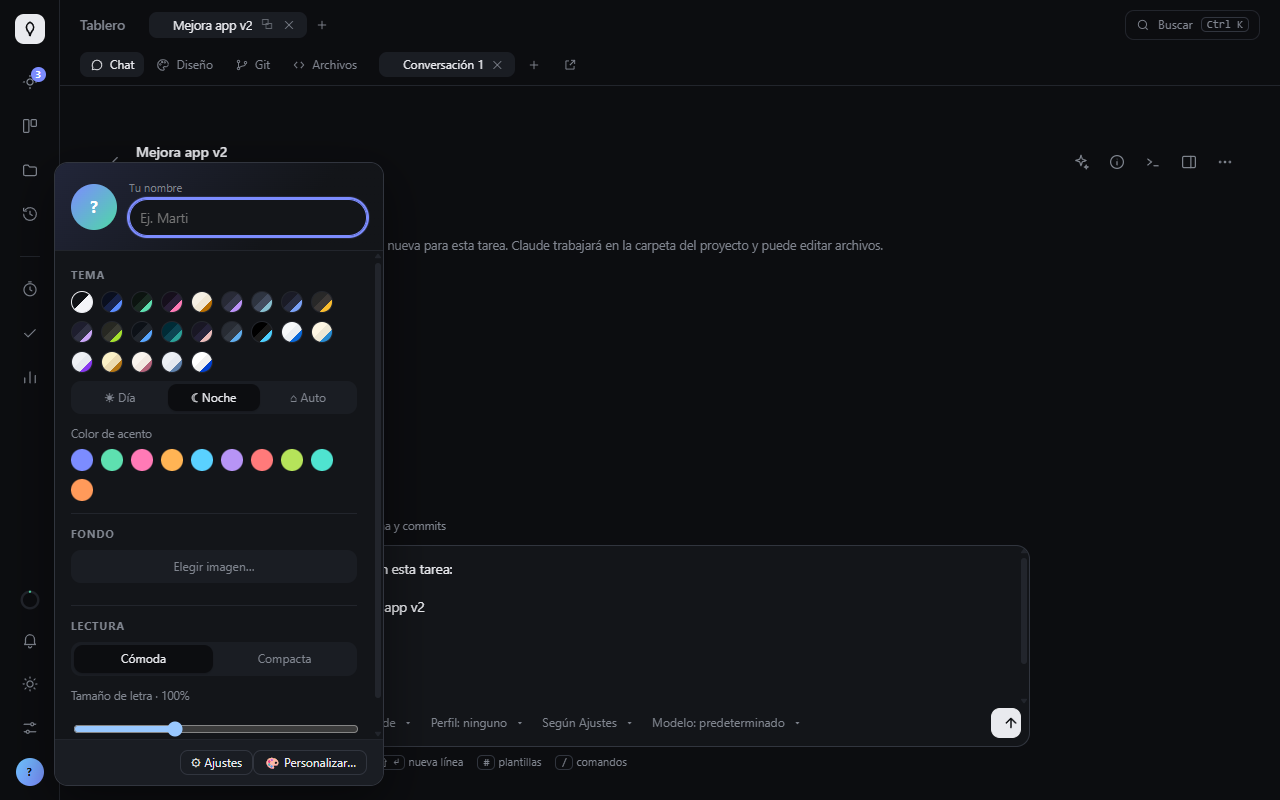 Tablero
Mejora app v2
Buscar
Ctrl K
Chat
Diseño
Git
Archivos
Conversación 1
3
Mejora app v2
?
Tu nombre
Ej. Marti
nueva para esta tarea. Claude trabajará en la carpeta del proyecto y puede editar archivos.
TEMA
Día
Noche
Auto
Color de acento
FONDO
Elegir imagen...
y commits
esta tarea:
app v2
LECTURA
Cómoda
Compacta
Tamaño de letra · 100%
Perfil: ninguno
Según Ajustes
Modelo: predeterminado
Ajustes
Personalizar...
nueva línea
# plantillas
/ comandos
?